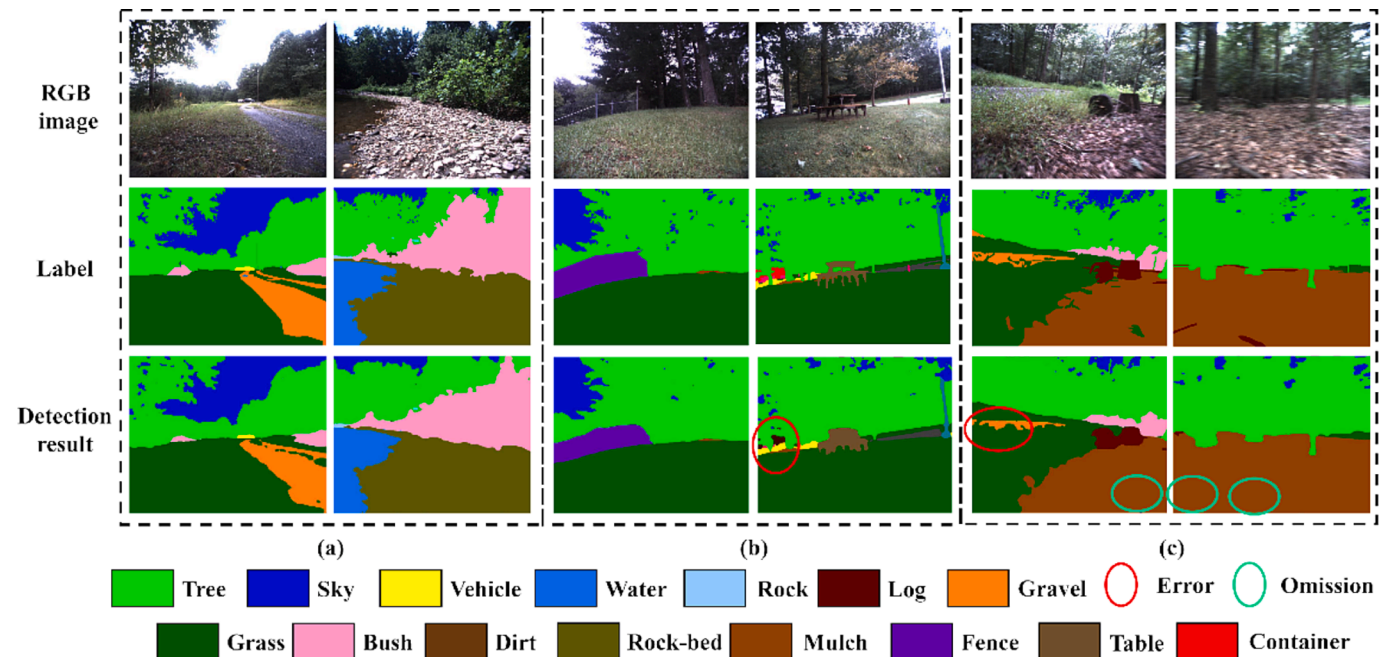 RGB
image
Label
Detection
result
(a) (b) (c)
Tree Sky Vehicle Water Rock Log Gravel Error Omission
Grass Bush Dirt Rock-bed Mulch Fence Table Container